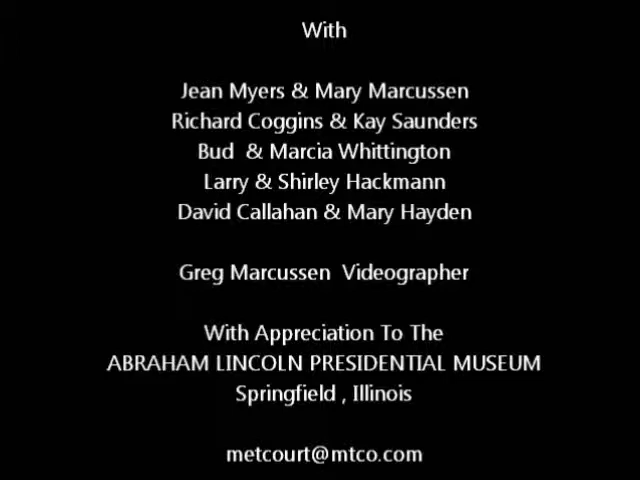 With
Jean Myers & Mary Marcussen
Richard Coggins & Kay Saunders
Bud & Marcia Whittington
Larry & Shirley Hackmann
David Callahan & Mary Hayden
Greg Marcussen Videographer
With Appreciation To The
ABRAHAM LINCOLN PRESIDENTIAL MUSEUM
Springfield , Illinois
metcourt@mtco.com